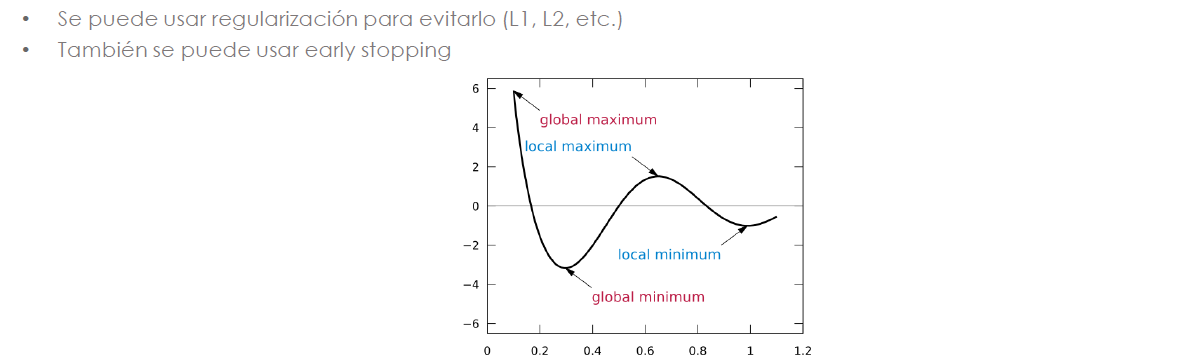 • Se puede usar regularización para evitarlo (L1, L2, etc.)
• También se puede usar early stopping
6
global maximum
4
local maximum
2
0
−2
local minimum
−4
global minimum
−6
0 0.2 0.4 0.6 0.8 1 1.2